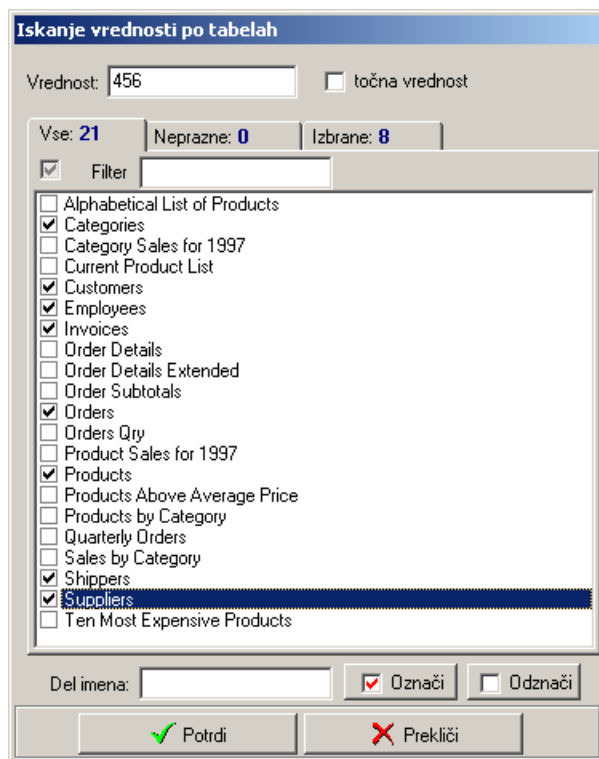 Iskanje vrednosti po tabelah
Vrednost: 456 točna vrednost
Vse: 21 Neprazne: 0 Izbrane: 8
Filter
Alphabetical List of Products
Categories
Category Sales for 1997
Current Product List
Customers
Employees
Invoices
Order Details
Order Details Extended
Order Subtotals
Orders
Orders Qry
Product Sales for 1997
Products
Products Above Average Price
Products by Category
Quarterly Orders
Sales by Category
Shippers
Suppliers
Ten Most Expensive Products
Del imena: Označi Odznači
Potrdi Prekliči